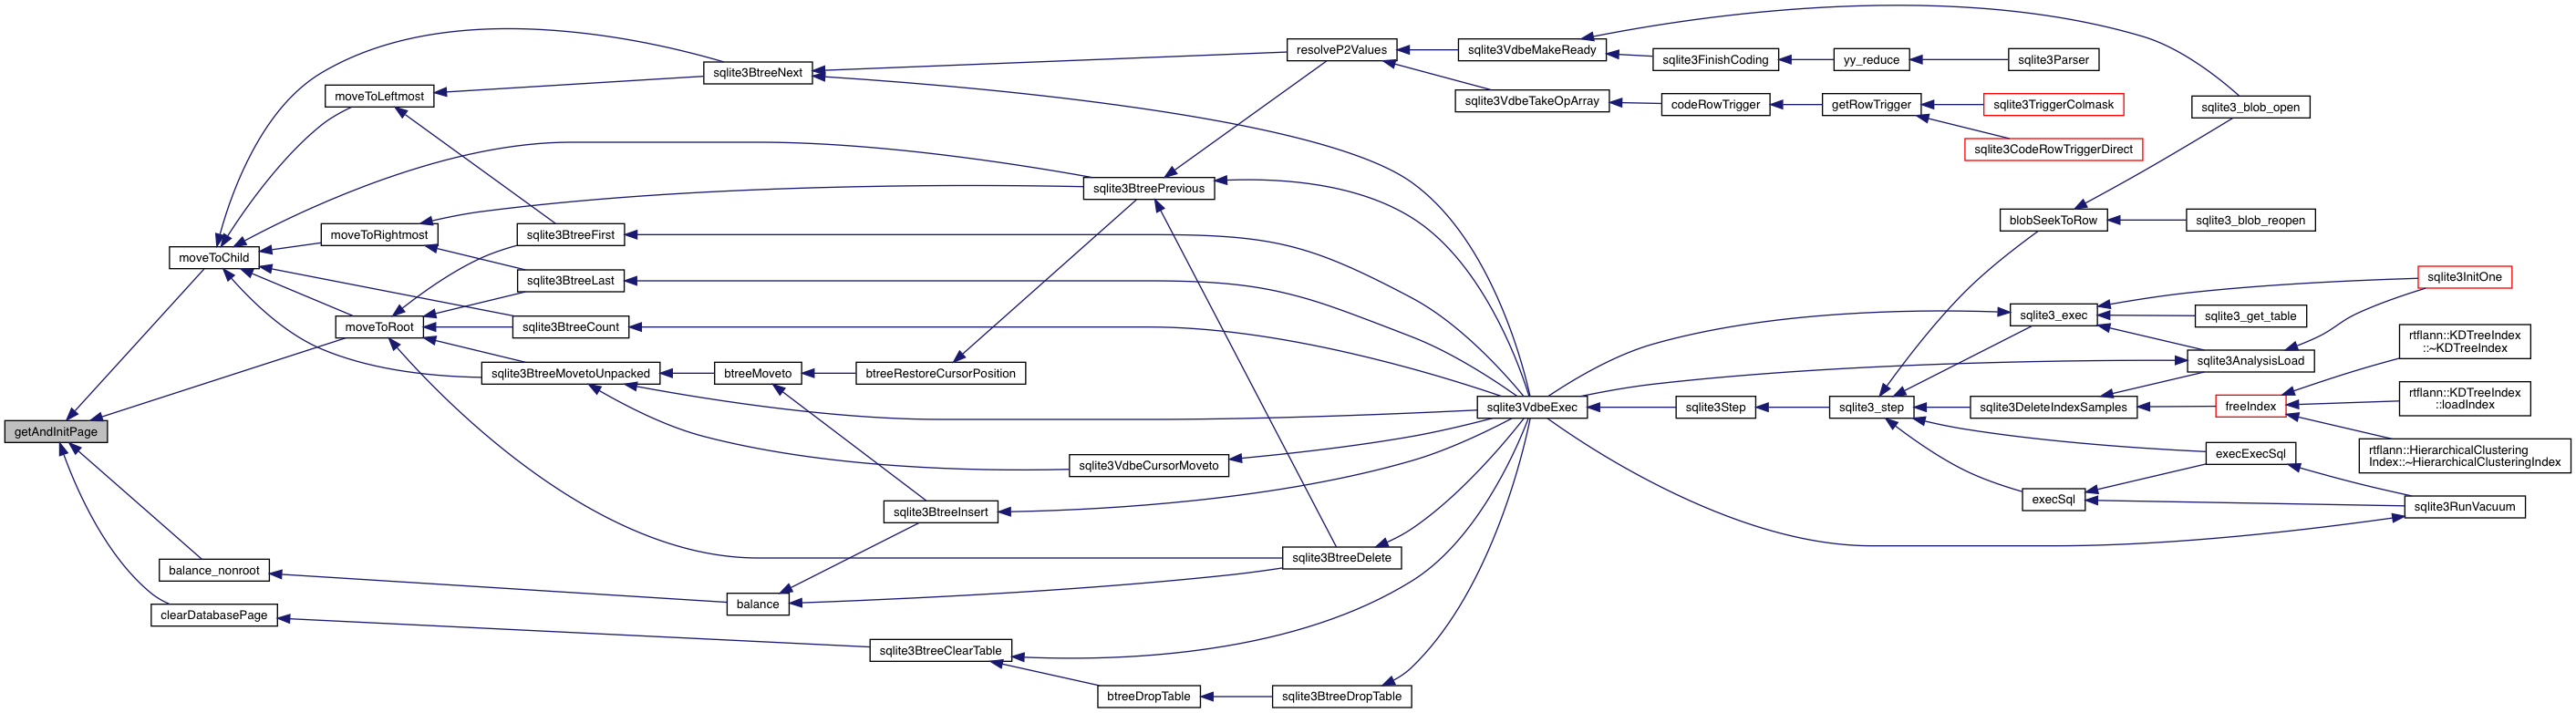 getAndInitPage
moveToChild
balance_nonroot
clearDatabasePage
moveToLeftmost
moveToRightmost
moveToRoot
sqlite3BtreeFirst
sqlite3BtreeLast
sqlite3BtreeCount
sqlite3BtreeMovetoUnpacked
sqlite3BtreeNext
btreeMoveto
balance
sqlite3BtreeInsert
btreeRestoreCursorPosition
sqlite3BtreeClearTable
sqlite3BtreePrevious
sqlite3VdbeCursorMoveto
btreeDropTable
resolveP2Values
sqlite3BtreeDelete
sqlite3BtreeDropTable
sqlite3VdbeMakeReady
sqlite3VdbeTakeOpArray
sqlite3VdbeExec
sqlite3FinishCoding
codeRowTrigger
sqlite3Step
yy_reduce
getRowTrigger
sqlite3_step
sqlite3Parser
sqlite3TriggerColmask
sqlite3CodeRowTriggerDirect
blobSeekToRow
sqlite3_exec
sqlite3DeleteIndexSamples
execSql
sqlite3_blob_open
sqlite3_blob_reopen
sqlite3_get_table
sqlite3AnalysisLoad
freeIndex
execExecSql
sqlite3InitOne
rtflann::KDTreeIndex
::~KDTreeIndex
rtflann::KDTreeIndex
::loadIndex
rtflann::HierarchicalClustering
Index::~HierarchicalClusteringIndex
sqlite3RunVacuum